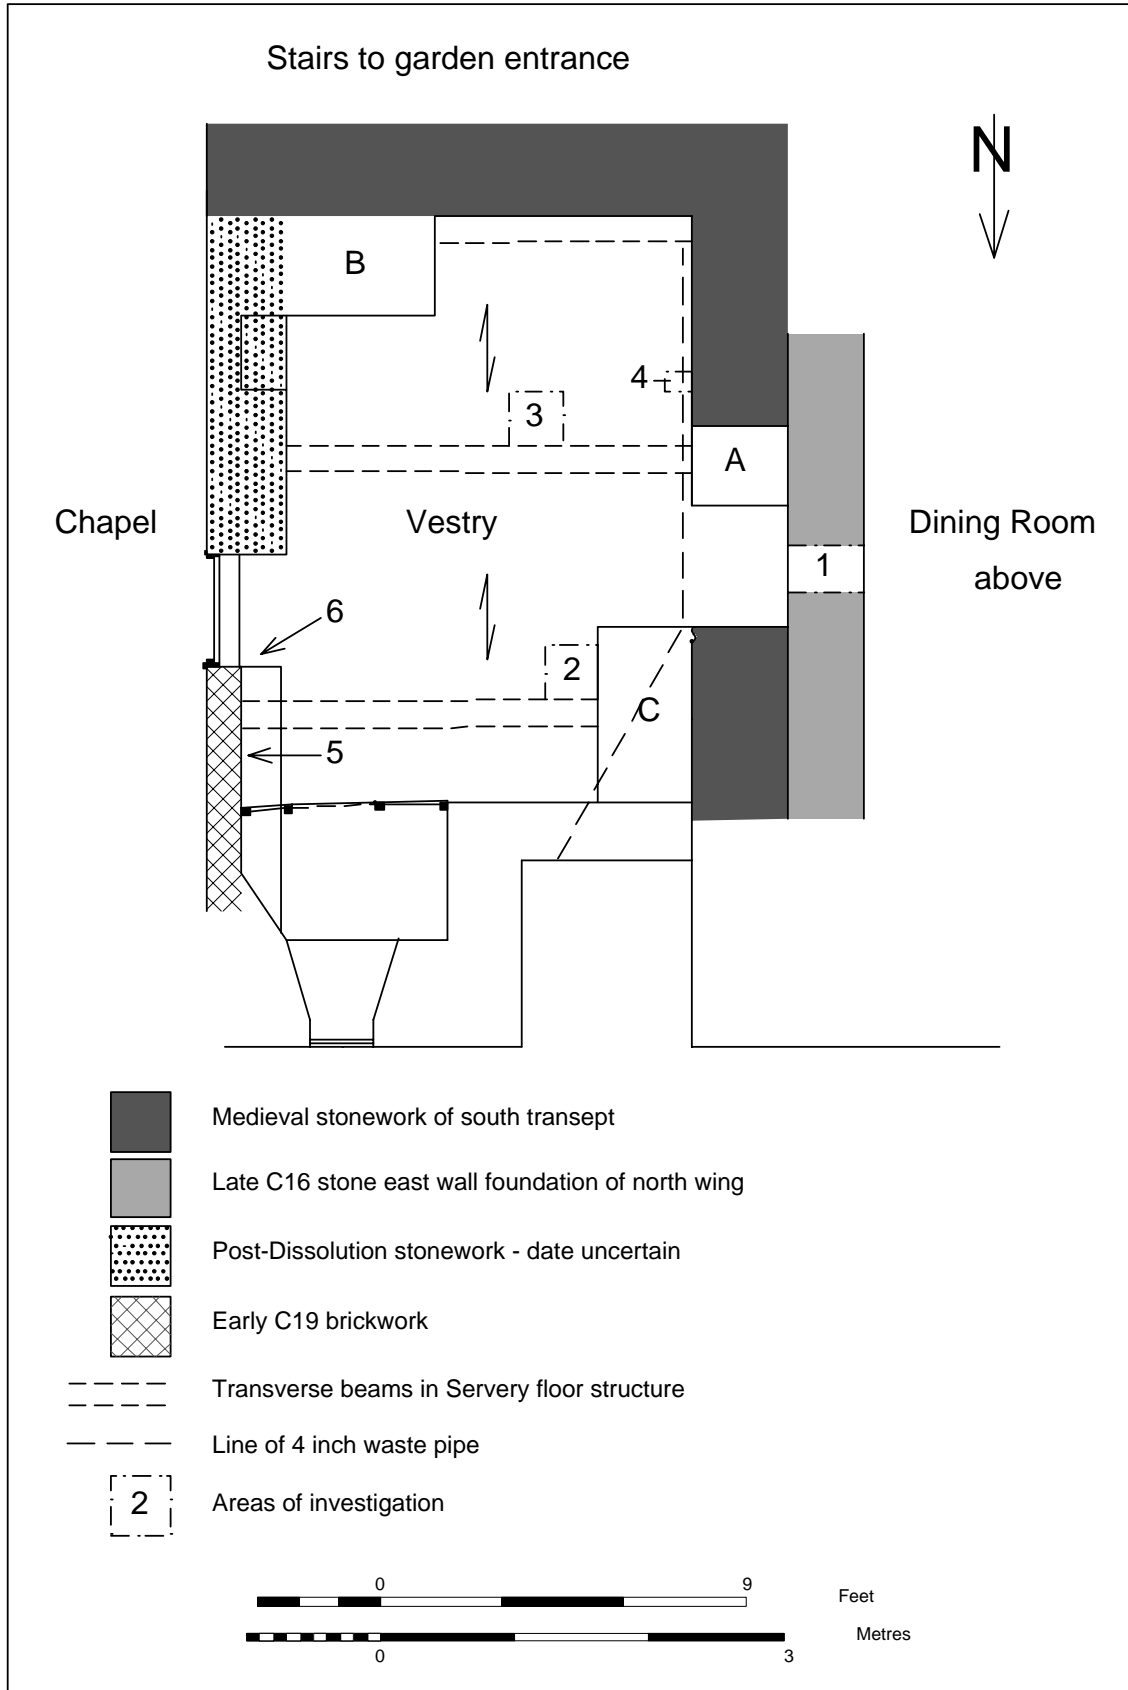 Stairs to garden entrance
N
B
4
3
A
Chapel
Vestry
Dining Room
above
1
6
2
C
5
Medieval stonework of south transept
Late C16 stone east wall foundation of north wing
Post-Dissolution stonework - date uncertain
Early C19 brickwork
Transverse beams in Servery floor structure
Line of 4 inch waste pipe
2
Areas of investigation
0
9
Feet
Metres
0
3